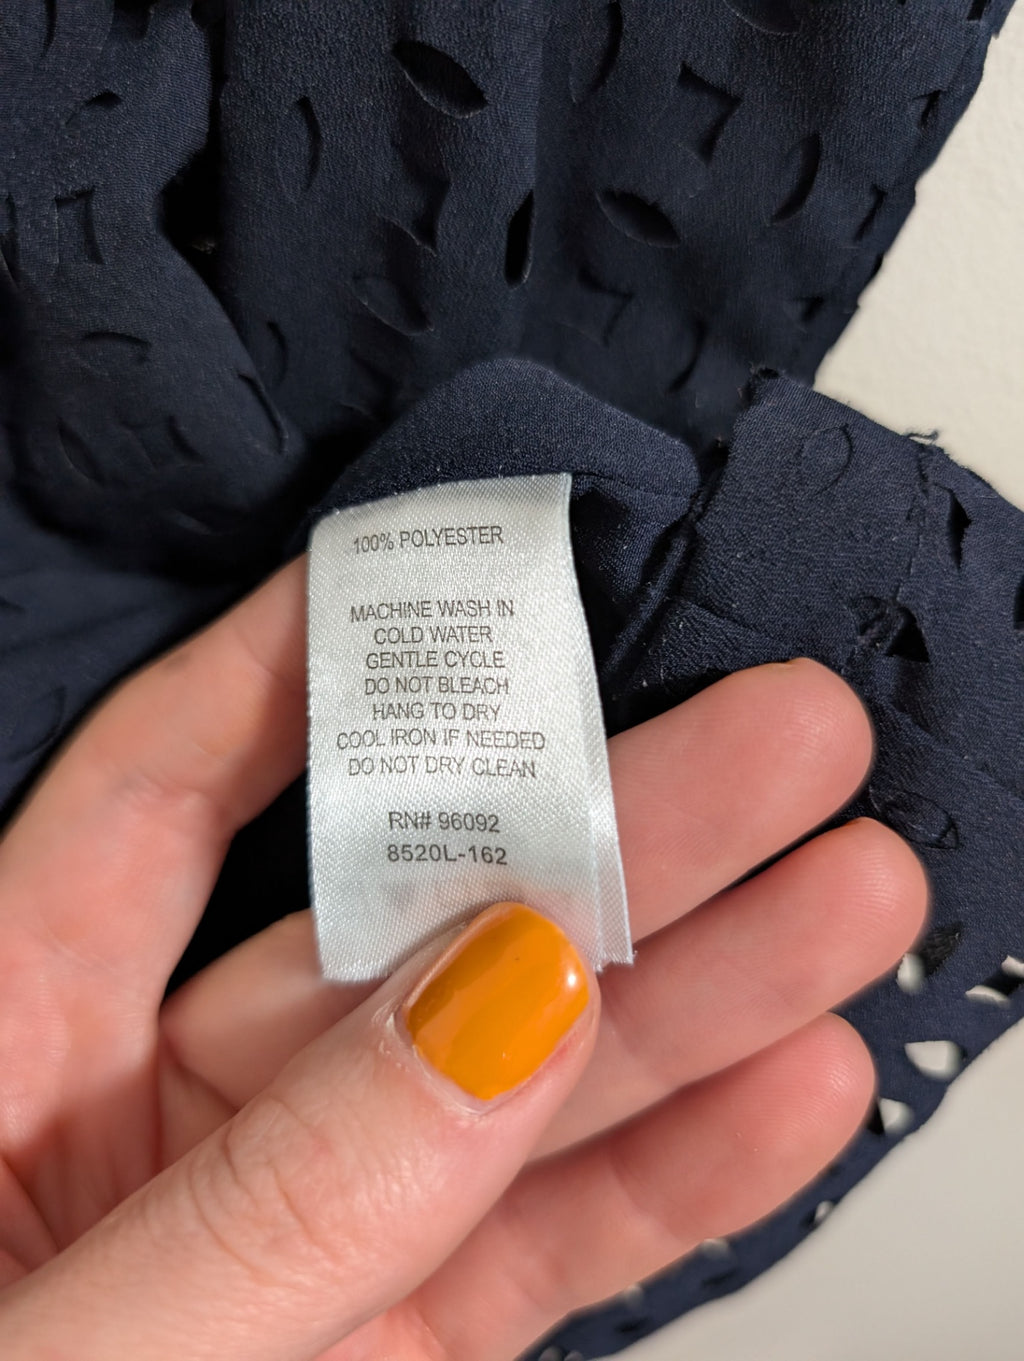 100% POLYESTER
MACHINE WASH IN
COLD WATER
GENTLE CYCLE
DO NOT BLEACH
HANG TO DRY
COOL IRON IF NEEDED
DO NOT DRY CLEAN
RN# 96092
8520L-162